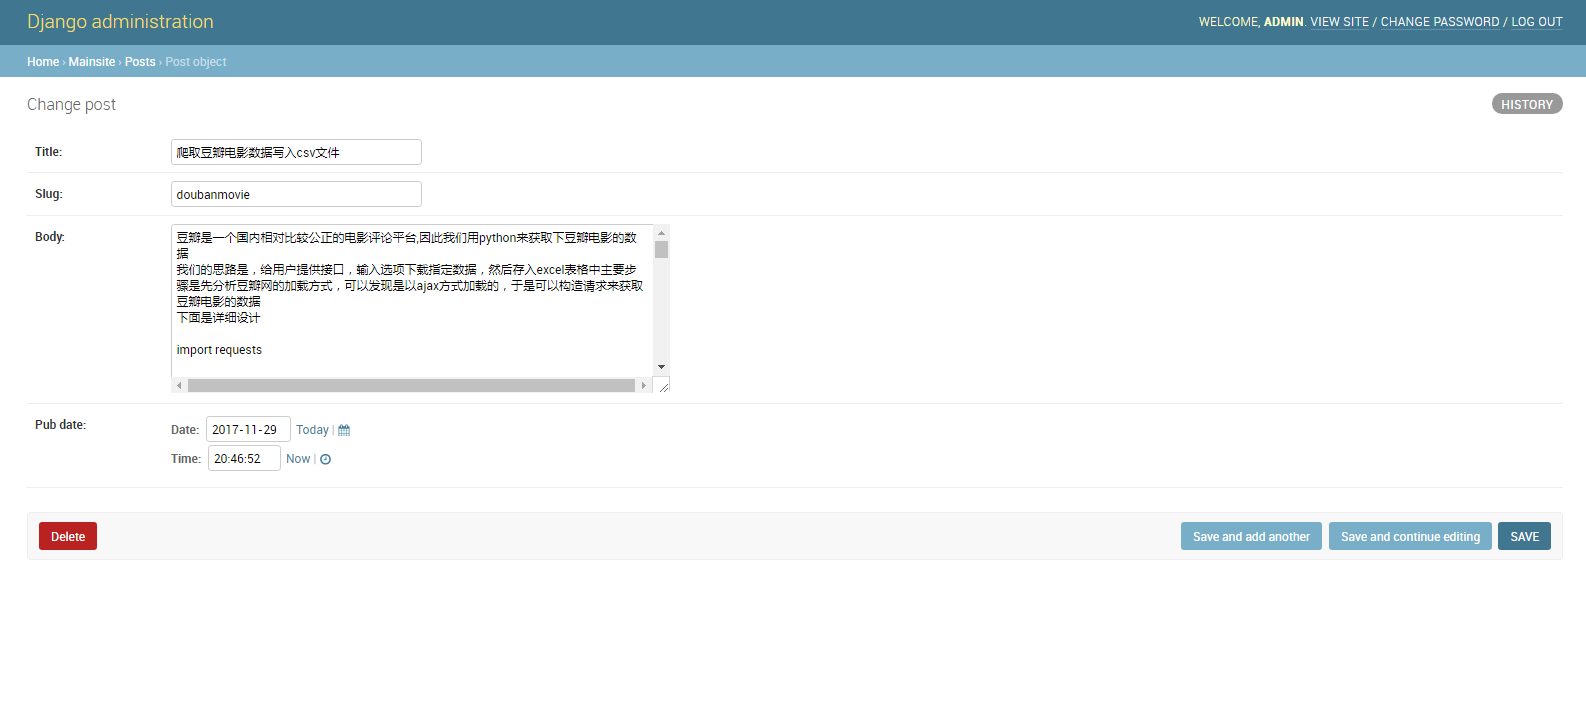 Django administration
WELCOME, ADMIN. VIEW SITE / CHANGE PASSWORD / LOG OUT
Home › Mainsite › Posts › Post object
Change post
HISTORY
Title:
爬取豆瓣电影数据写入csv文件
Slug:
doubanmovie
Body:
豆瓣是一个国内相对比较公正的电影评论平台,因此我们用python来获取下豆瓣电影的数
据
我们的思路是，给用户提供接口，输入选项下载指定数据，然后存入excel表格中主要步
骤是先分析豆瓣网的加载方式，可以发现是以ajax方式加载的，于是可以构造请求来获取
豆瓣电影的数据
下面是详细设计
import requests
Pub date:
Date: 2017-11-29 Today |
Time: 20:46:52 Now |
Delete
Save and add another
Save and continue editing
SAVE